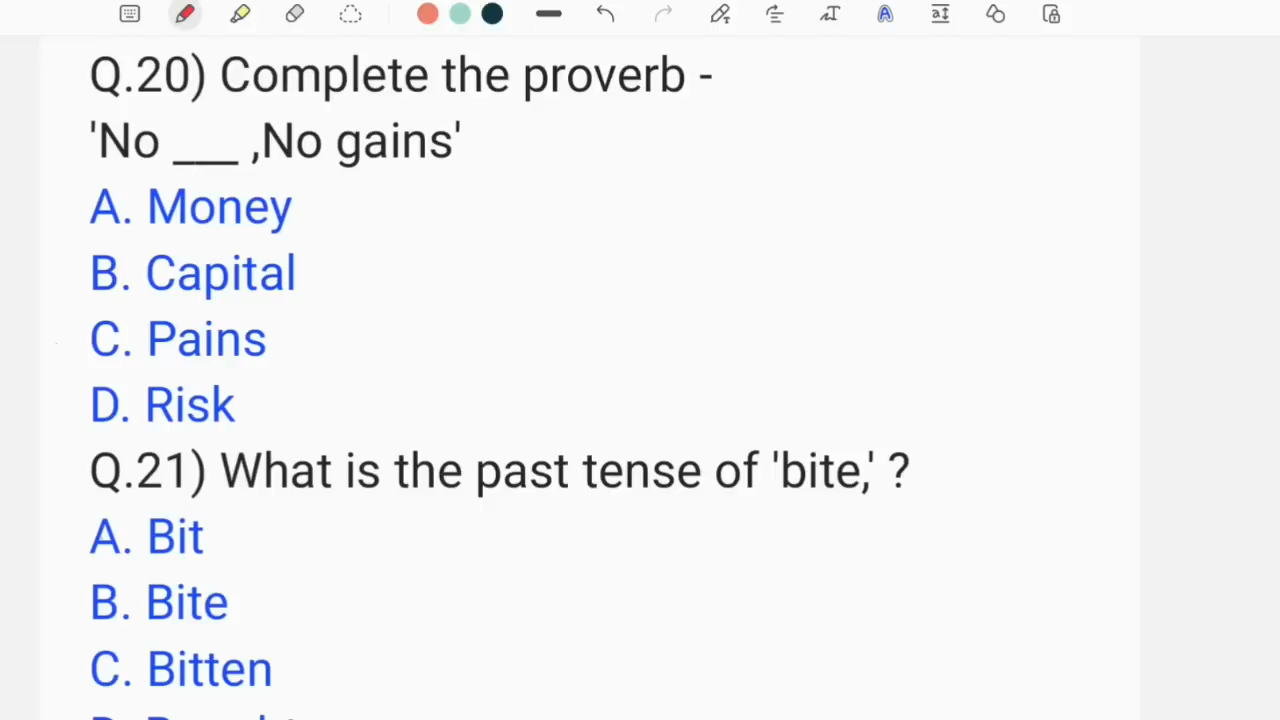 Q.20) Complete the proverb -
'No ___ ,No gains'
A. Money
B. Capital
C. Pains
D. Risk
Q.21) What is the past tense of 'bite,' ?
A. Bit
B. Bite
C. Bitten